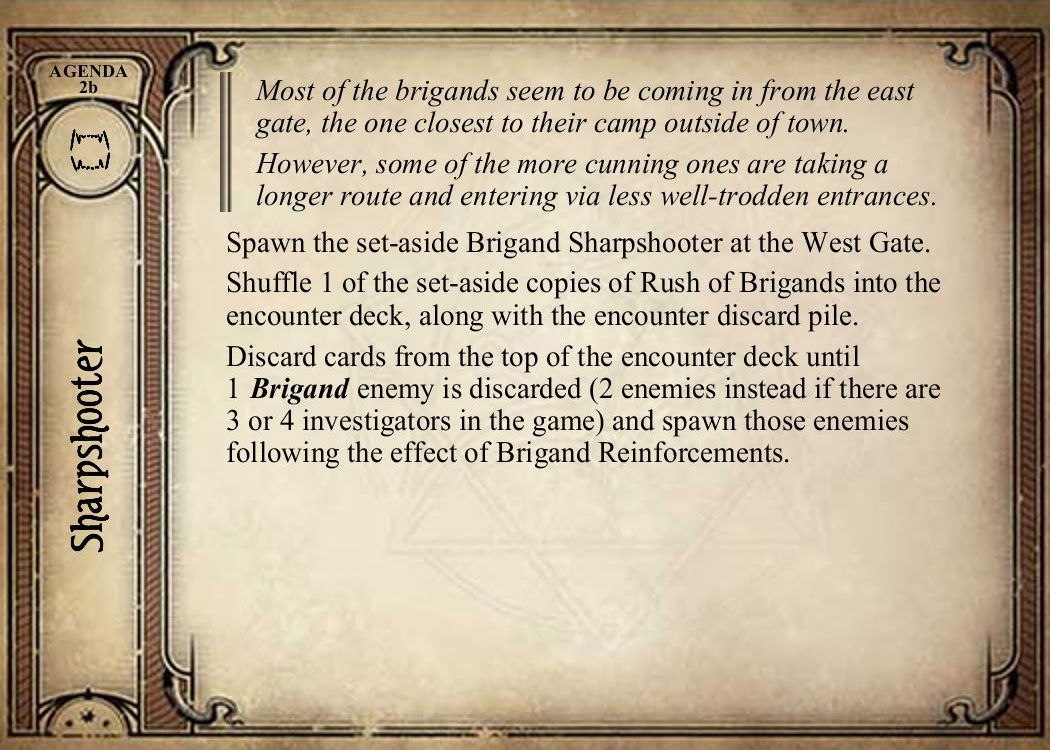 AGENDA
2b
Sharpshooter
Most of the brigands seem to be coming in from the east
gate, the one closest to their camp outside of town.
However, some of the more cunning ones are taking a
longer route and entering via less well-trodden entrances.
Spawn the set-aside Brigand Sharpshooter at the West Gate.
Shuffle 1 of the set-aside copies of Rush of Brigands into the
encounter deck, along with the encounter discard pile.
Discard cards from the top of the encounter deck until
1 Brigand enemy is discarded (2 enemies instead if there are
3 or 4 investigators in the game) and spawn those enemies
following the effect of Brigand Reinforcements.